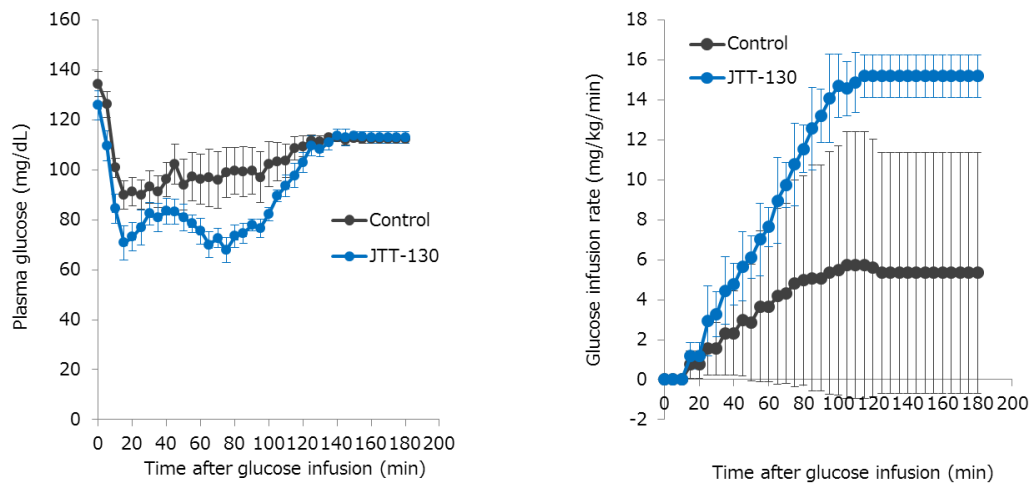 160
140
120
100
80
60
40
20
0
Plasma glucose (mg/dL)
Control
JTT-130
0 20 40 60 80 100 120 140 160 180 200
Time after glucose infusion (min)
18
16
14
12
10
8
6
4
2
0
-2
Glucose infusion rate (mg/kg/min)
Control
JTT-130
0 20 40 60 80 100 120 140 160 180 200
Time after glucose infusion (min)